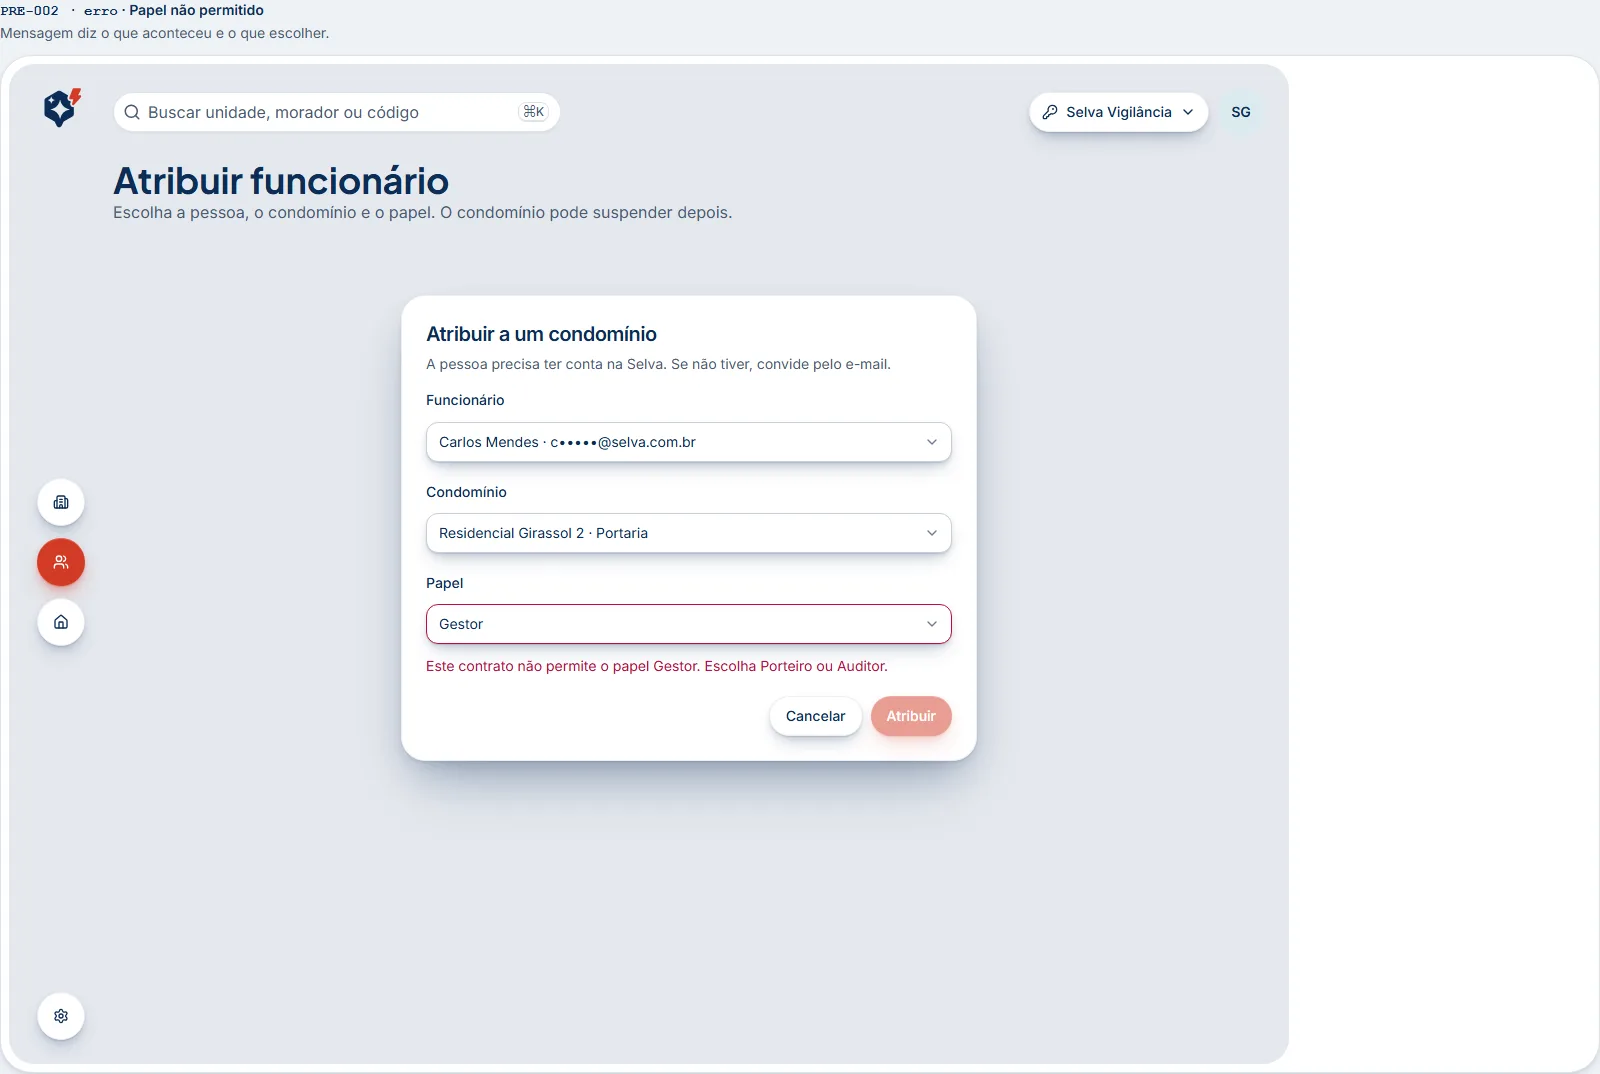 PRE-002 · erro · Papel não permitido
Mensagem diz o que aconteceu e o que escolher.
Buscar unidade, morador ou código ⌘K
Selva Vigilância
SG
Atribuir funcionário
Escolha a pessoa, o condomínio e o papel. O condomínio pode suspender depois.
Atribuir a um condomínio
A pessoa precisa ter conta na Selva. Se não tiver, convide pelo e-mail.
Funcionário
Carlos Mendes · c•••••@selva.com.br
Condomínio
Residencial Girassol 2 · Portaria
Papel
Gestor
Este contrato não permite o papel Gestor. Escolha Porteiro ou Auditor.
Cancelar
Atribuir